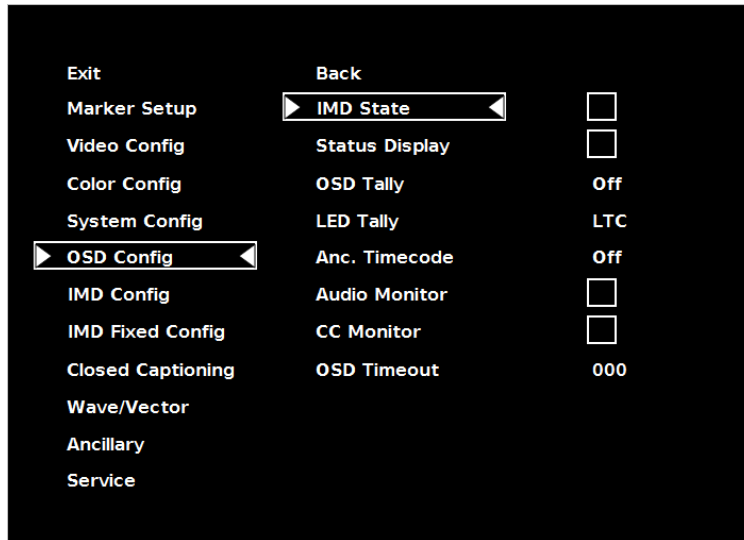 Exit Back
Marker Setup IMD State
Video Config Status Display
Color Config OSD Tally Off
System Config LED Tally LTC
OSD Config Anc. Timecode Off
IMD Config Audio Monitor
IMD Fixed Config CC Monitor
Closed Captioning OSD Timeout 000
Wave/Vector
Ancillary
Service